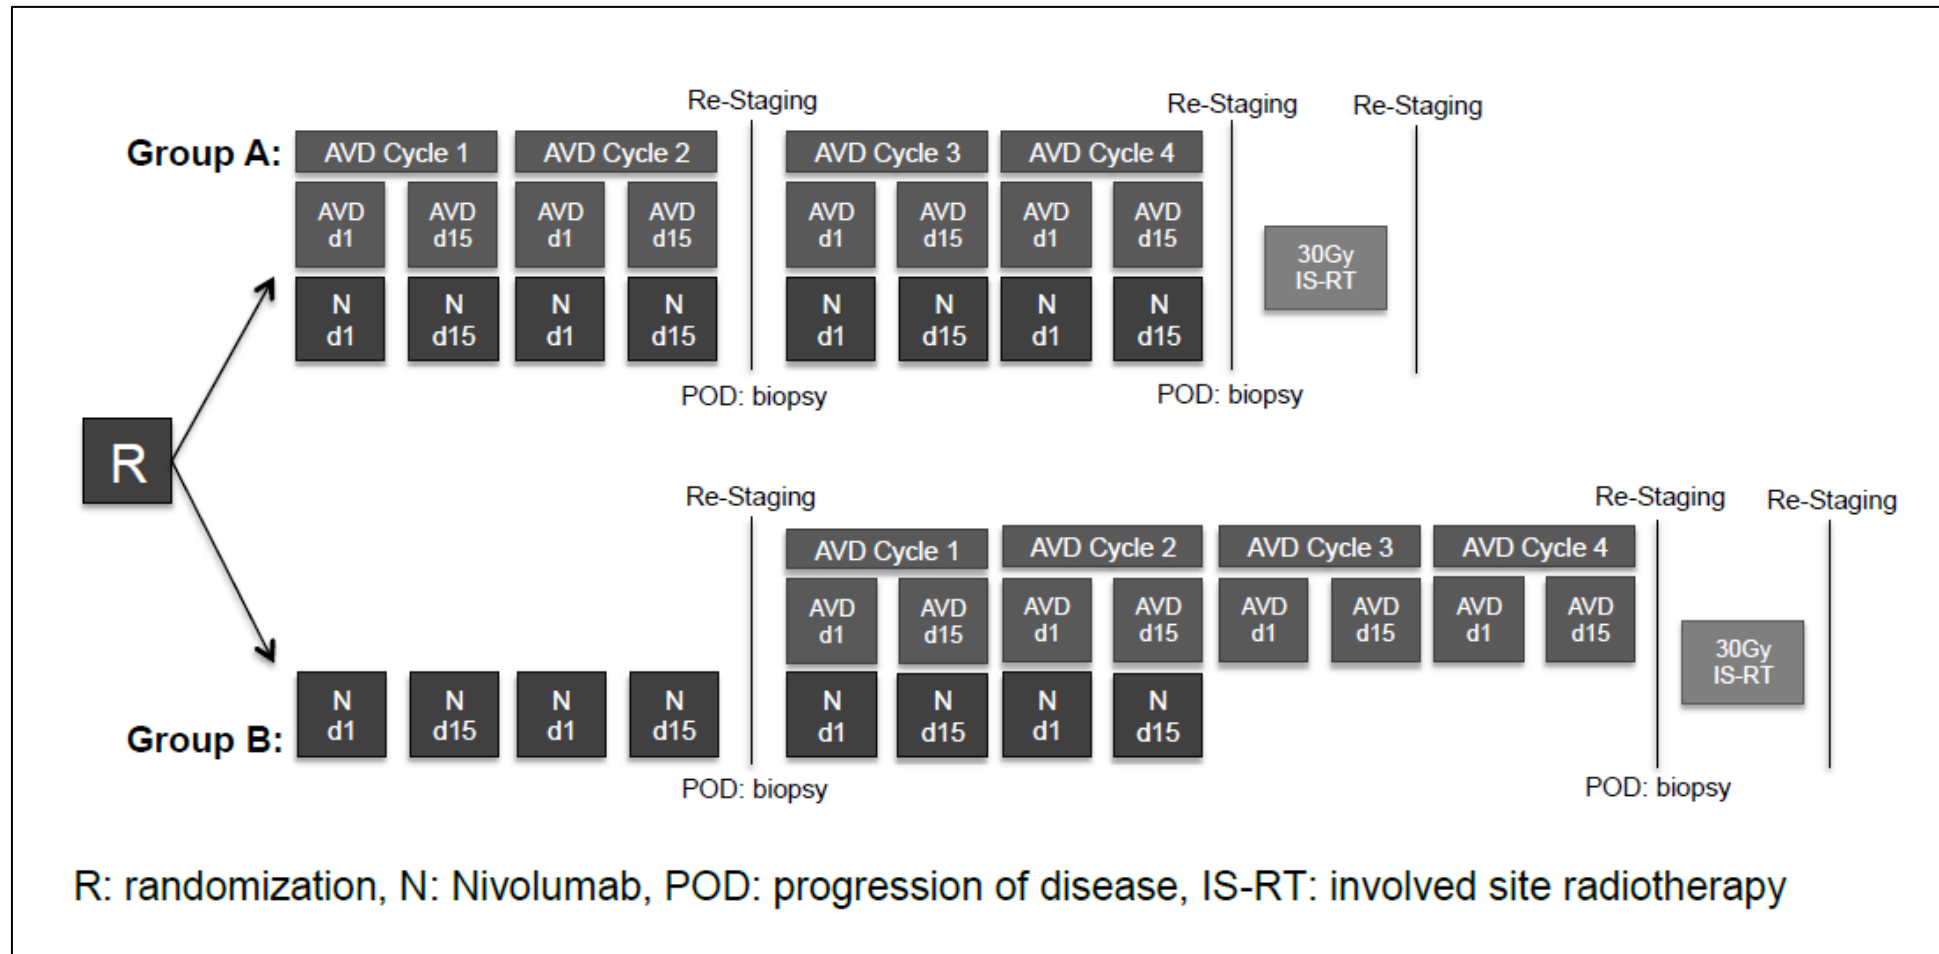 Re-Staging
Re-Staging
Re-Staging
Group A:
AVD Cycle 1
AVD Cycle 2
AVD Cycle 3
AVD Cycle 4
AVD
d1
AVD
d15
AVD
d1
AVD
d15
AVD
d1
AVD
d15
AVD
d1
AVD
d15
30Gy
IS-RT
N
d1
N
d15
N
d1
N
d15
N
d1
N
d15
N
d1
N
d15
POD: biopsy
POD: biopsy
R
Re-Staging
Re-Staging
Re-Staging
AVD Cycle 1
AVD Cycle 2
AVD Cycle 3
AVD Cycle 4
AVD
d1
AVD
d15
AVD
d1
AVD
d15
AVD
d1
AVD
d15
AVD
d1
AVD
d15
30Gy
IS-RT
Group B:
N
d1
N
d15
N
d1
N
d15
N
d1
N
d15
N
d1
N
d15
POD: biopsy
POD: biopsy
R: randomization, N: Nivolumab, POD: progression of disease, IS-RT: involved site radiotherapy